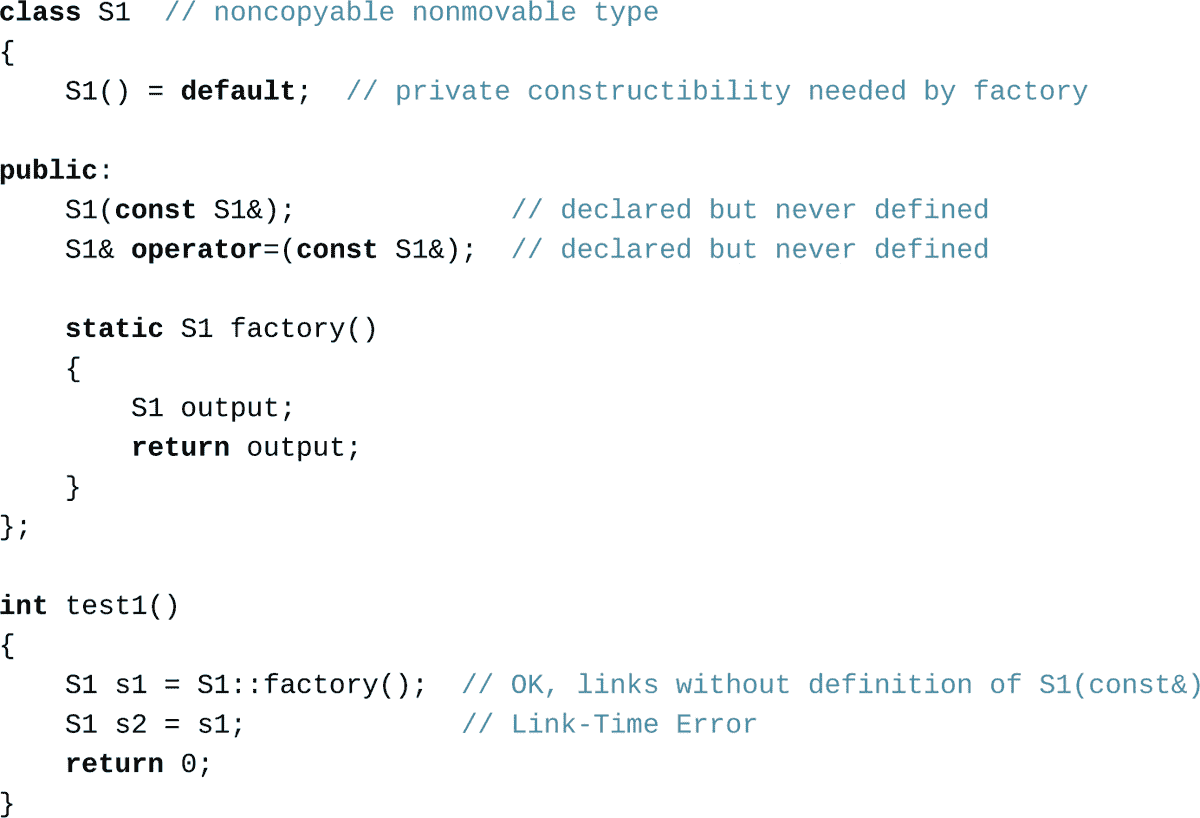 class S1  // noncopyable nonmovable type
{
    S1() = default;  // private constructibility needed by factory

public:
    S1(const S1&);             // declared but never defined
    S1& operator=(const S1&);  // declared but never defined

    static S1 factory()
    {
        S1 output;
        return output;
    }
};

int test1()
{
    S1 s1 = S1::factory();  // OK, links without definition of S1(const&)
    S1 s2 = s1;             // Link-Time Error
    return 0;
}